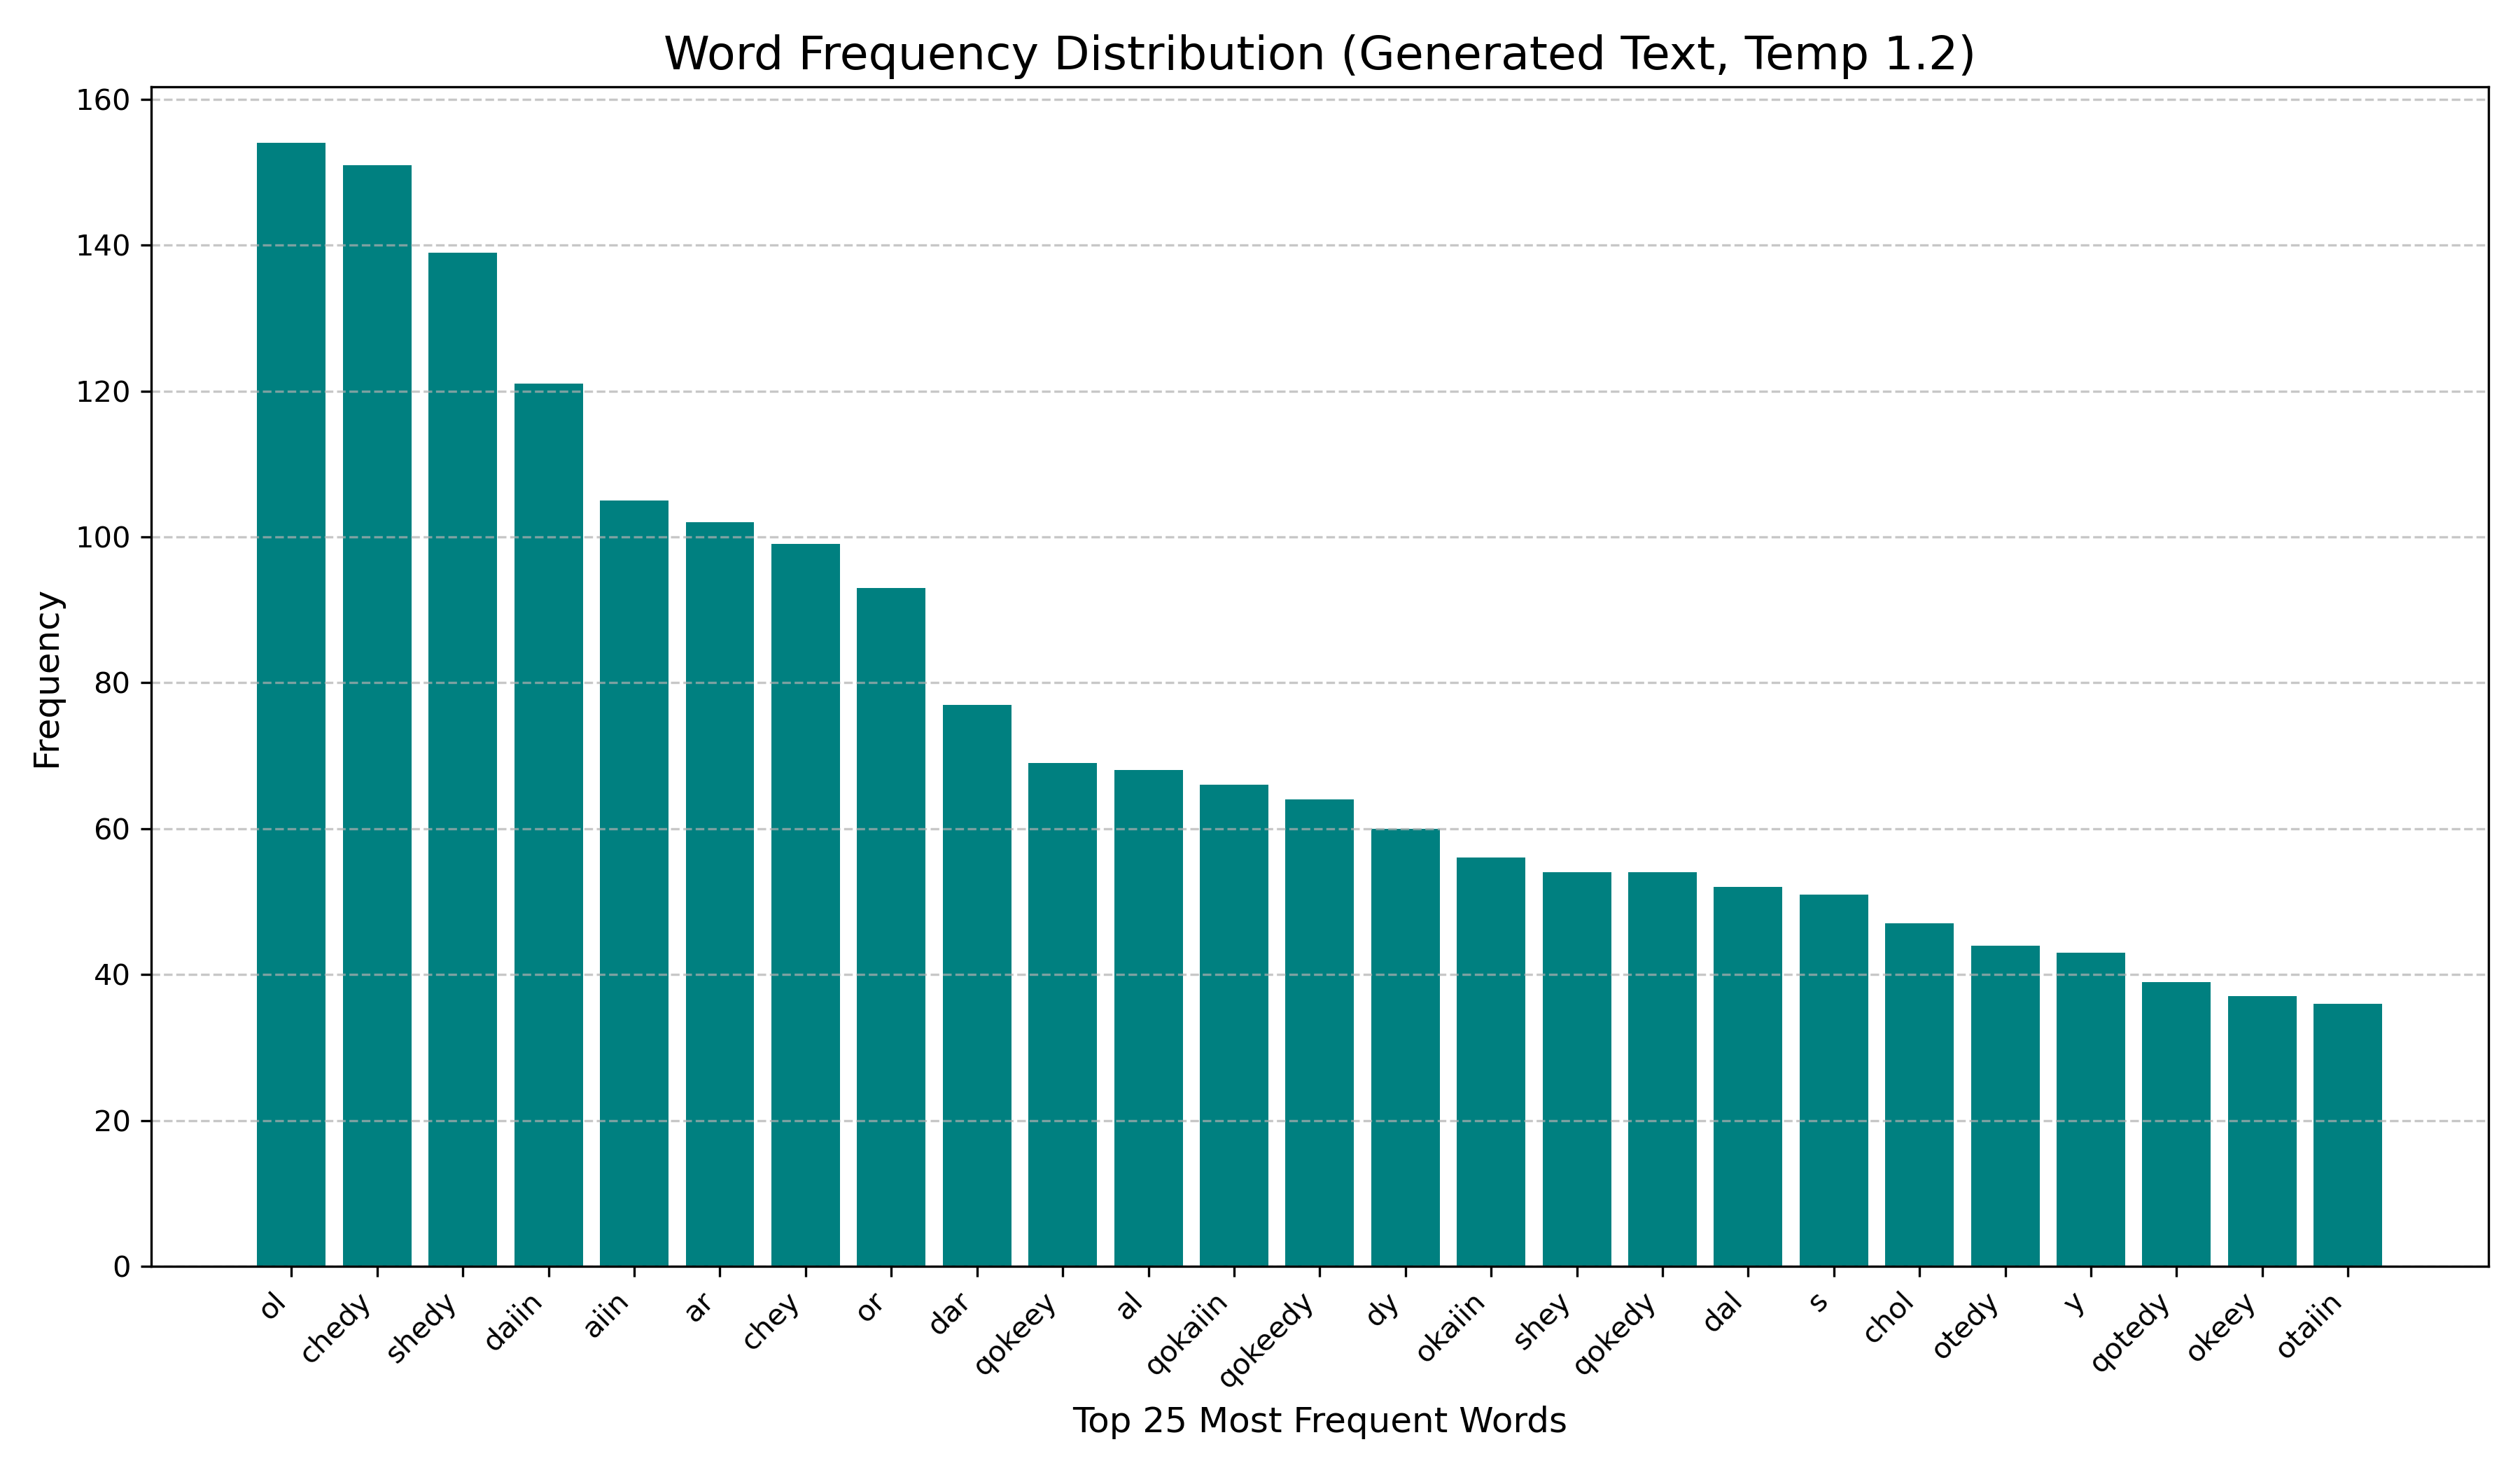 Word Frequency Distribution (Generated Text, Temp 1.2)
160
140
120
100
80
60
40
20
0
Frequency
ol
chedy
shedy
daiin
aiin
ar
chey
or
dar
qokeey
al
qokaiin
qokeedy
dy
okaiin
shey
qokedy
dal
s
chol
otedy
y
qotedy
okeey
otaiin
Top 25 Most Frequent Words